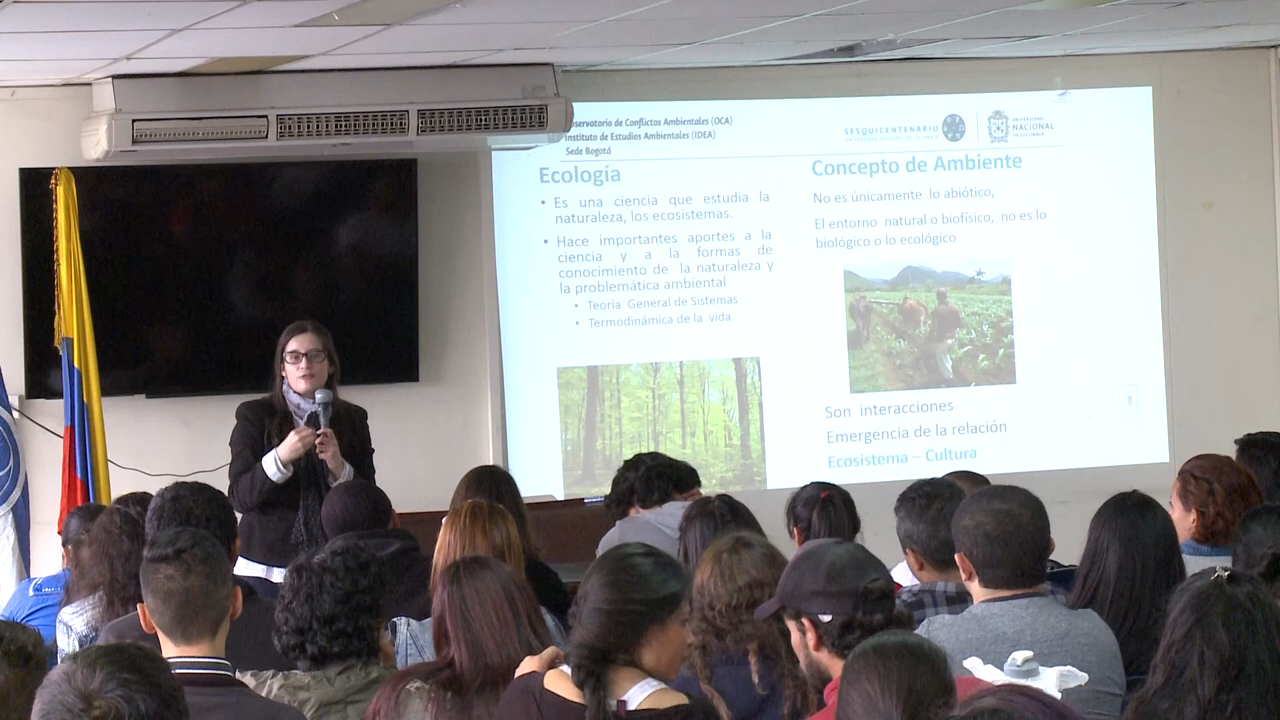 servatorio de Conflictos Ambientales (OCA)
Instituto de Estudios Ambientales (IDEA)
Sede Bogotá
SESQUICENTENARIO
UNIVERSIDAD
NACIONAL
DE COLOMBIA
Ecología
• Es una ciencia que estudia la
naturaleza, los ecosistemas.
• Hace importantes aportes a la
ciencia y a la formas de
conocimiento de la naturaleza y
la problemática ambiental
• Teoría General de Sistemas
• Termodinámica de la vida
Concepto de Ambiente
No es únicamente lo abiótico,
El entorno natural o biofísico, no es lo
biológico o lo ecológico
Son interacciones
Emergencia de la relación
Ecosistema – Cultura